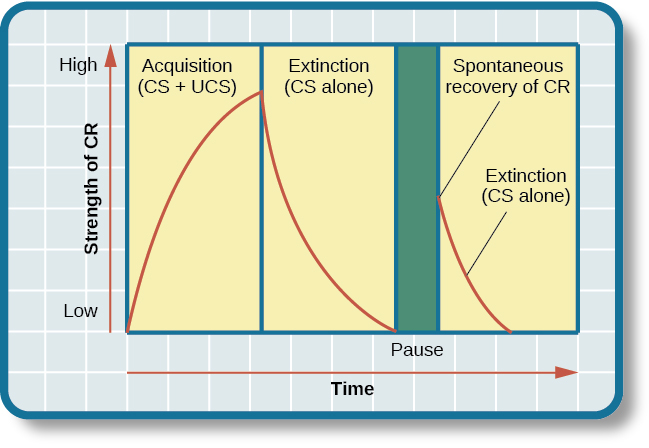 High
Acquisition
(CS + UCS)
Extinction
(CS alone)
Spontaneous
recovery of CR
Extinction
(CS alone)
Strength of CR
Low
Pause
Time